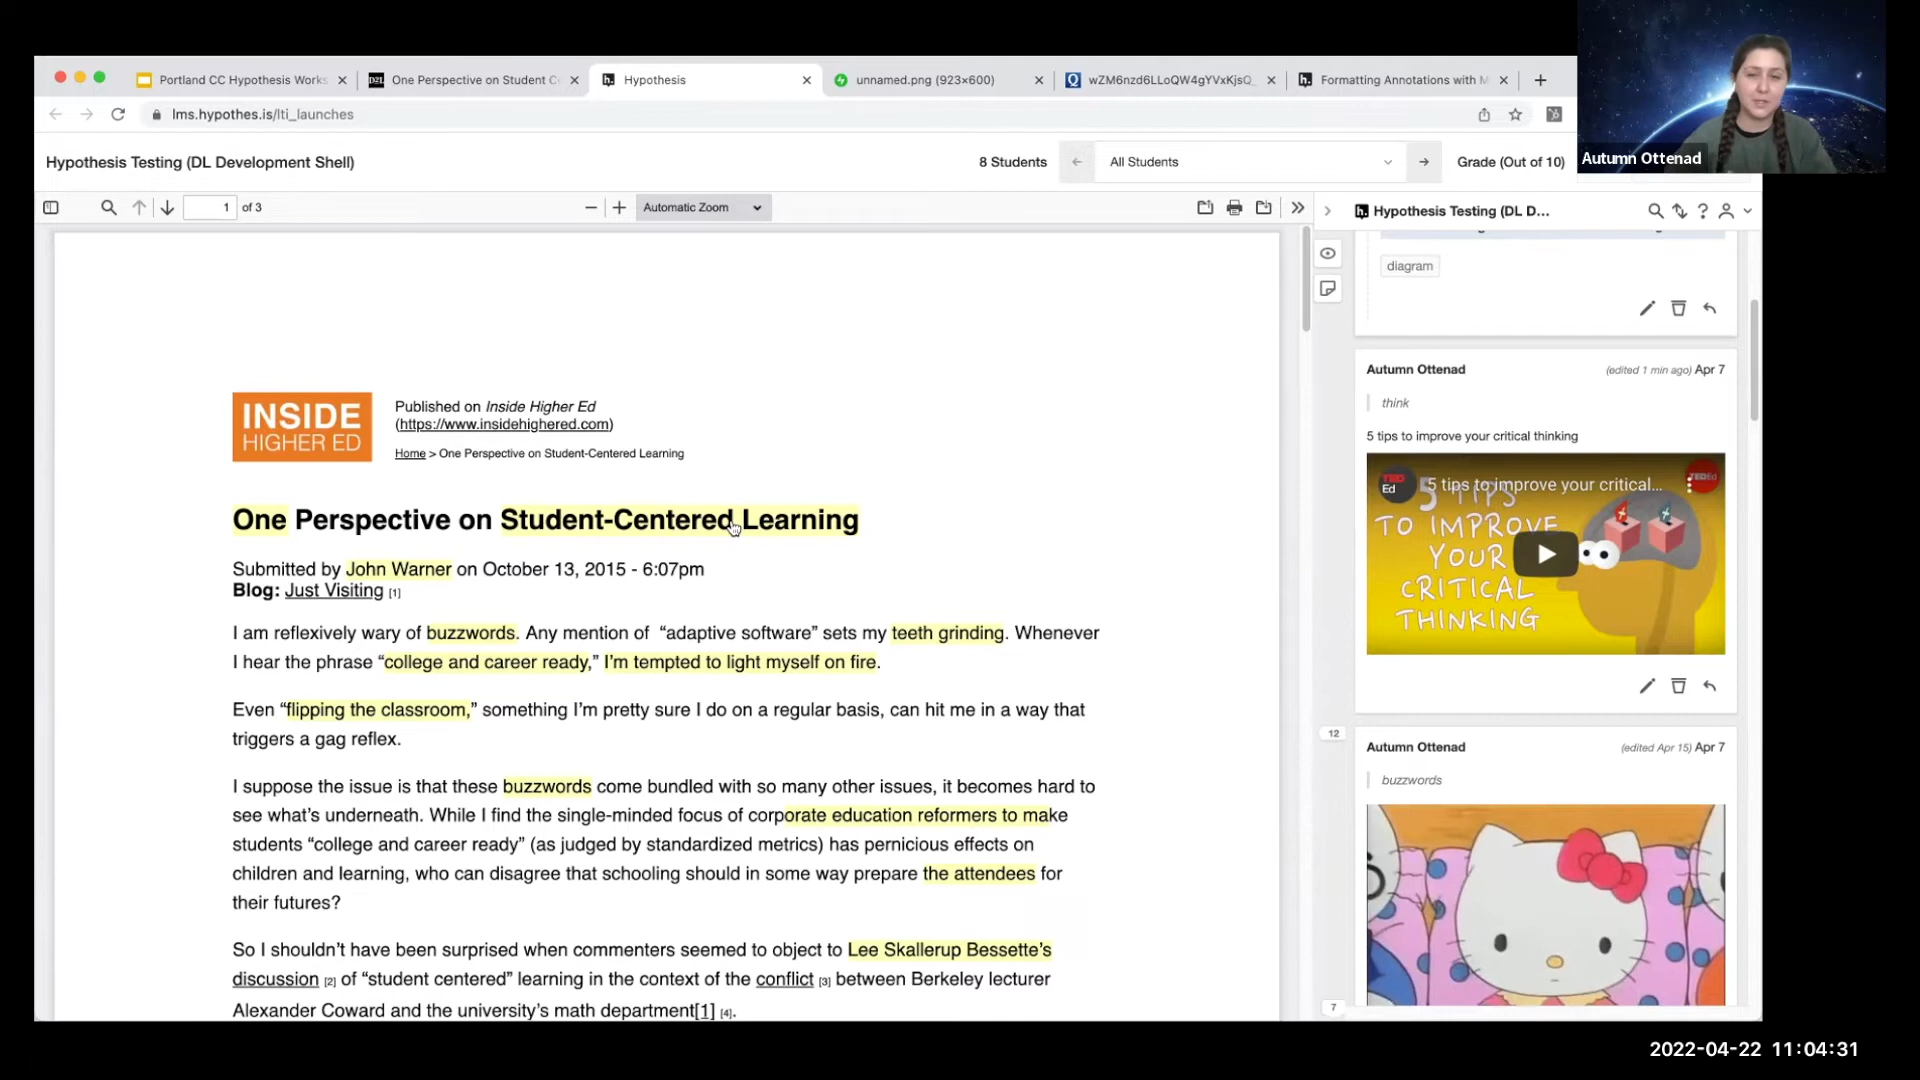 Portland CC Hypothesis Works
D2L
One Perspective on Student C
h.
Hypothesis
unnamed.png (923×600)
wZM6nzd6LLoQW4gYVxKjsQ_
h.
Formatting Annotations with M
lms.hypothes.is/lti_launches
Autumn Ottenad
Hypothesis Testing (DL Development Shell)
8 Students
All Students
Grade (Out of 10)
1
of 3
Automatic Zoom
h.
Hypothesis Testing (DL D...
diagram
INSIDE
HIGHER ED
Published on Inside Higher Ed
(https://www.insidehighered.com)
Home > One Perspective on Student-Centered Learning
One Perspective on Student-Centered Learning
Submitted by John Warner on October 13, 2015 - 6:07pm
Blog: Just Visiting [1]
I am reflexively wary of buzzwords. Any mention of “adaptive software” sets my teeth grinding. Whenever
I hear the phrase “college and career ready,” I’m tempted to light myself on fire.
Even “flipping the classroom,” something I’m pretty sure I do on a regular basis, can hit me in a way that
triggers a gag reflex.
I suppose the issue is that these buzzwords come bundled with so many other issues, it becomes hard to
see what’s underneath. While I find the single-minded focus of corporate education reformers to make
students “college and career ready” (as judged by standardized metrics) has pernicious effects on
children and learning, who can disagree that schooling should in some way prepare the attendees for
their futures?
So I shouldn’t have been surprised when commenters seemed to object to Lee Skallerup Bessette’s
discussion [2] of “student centered” learning in the context of the conflict [3] between Berkeley lecturer
Alexander Coward and the university’s math department[1] [4].
Autumn Ottenad
(edited 1 min ago) Apr 7
think
5 tips to improve your critical thinking
TED
Ed
5 tips to improve your critical...
TEDEd
5 TIPS
TO IMPROVE
YOUR
CRITICAL
THINKING
12
Autumn Ottenad
(edited Apr 15) Apr 7
buzzwords
7
2022-04-22 11:04:31